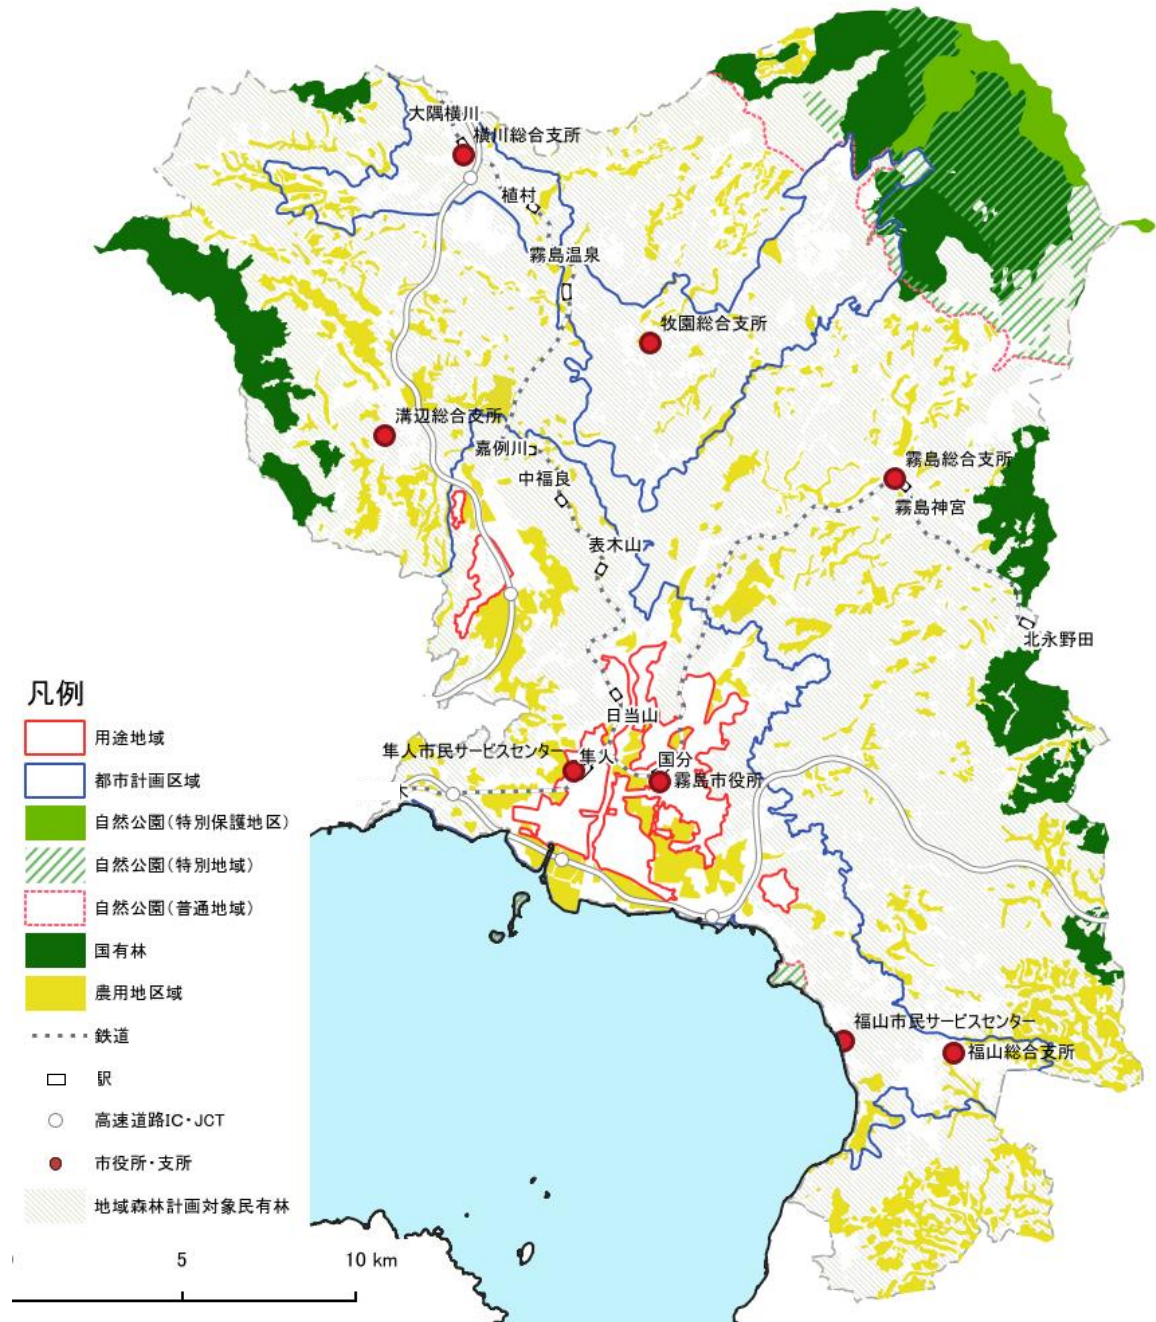 大隅横川
横川総合支所
植村
霧島温泉
牧園総合支所
溝辺総合支所
嘉例川
中福良
霧島総合支所
霧島神宮
表木山
北永野田
日当山
隼人市民サービスセンター
隼人
国分
霧島市役所
福山市民サービスセンター
福山総合支所
凡例
用途地域
都市計画区域
自然公園(特別保護地区)
自然公園(特別地域)
自然公園(普通地域)
国有林
農用地区域
鉄道
駅
高速道路IC・JCT
市役所・支所
地域森林計画対象民有林
5
10 km